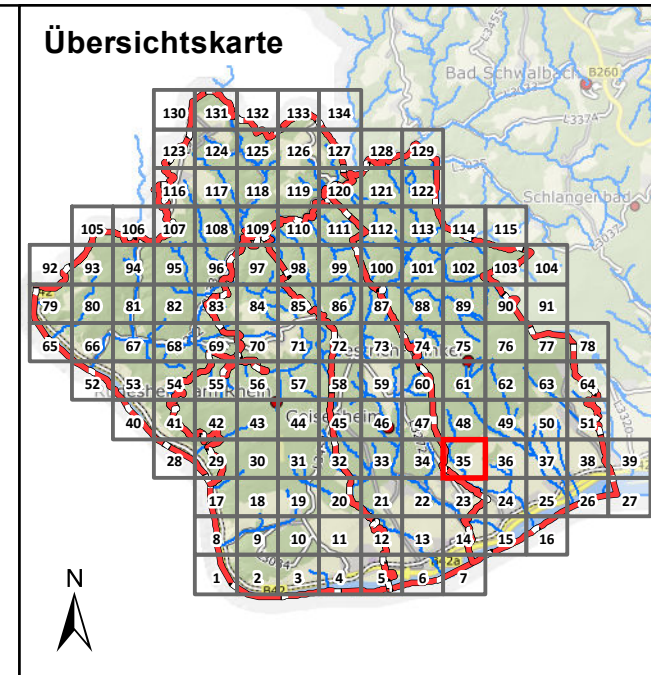 Übersichtskarte
Bad Schwalbach
B260
L3455
L3374
L3035
Schlangenbad
L3037
130 131 132 133 134
123 124 125 126 127 128 129
116 117 118 119 120 121 122
105 106 107 108 109 110 111 112 113 114 115
92 93 94 95 96 97 98 99 100 101 102 103 104
79 80 81 82 83 84 85 86 87 88 89 90 91
65 66 67 68 69 70 71 72 73 74 75 76 77 78
52 53 54 55 56 57 58 59 60 61 62 63 64
Geisenheim
40 41 42 43 44 45 46 47 48 49 50 51
L3320
28 29 30 31 32 33 34 35 36 37 38 39
17 18 19 20 21 22 23 24 25 26 27
8 9 10 11 12 13 14 15 16
L3034
B42a
1 2 3 4 5 6 7
B42
N